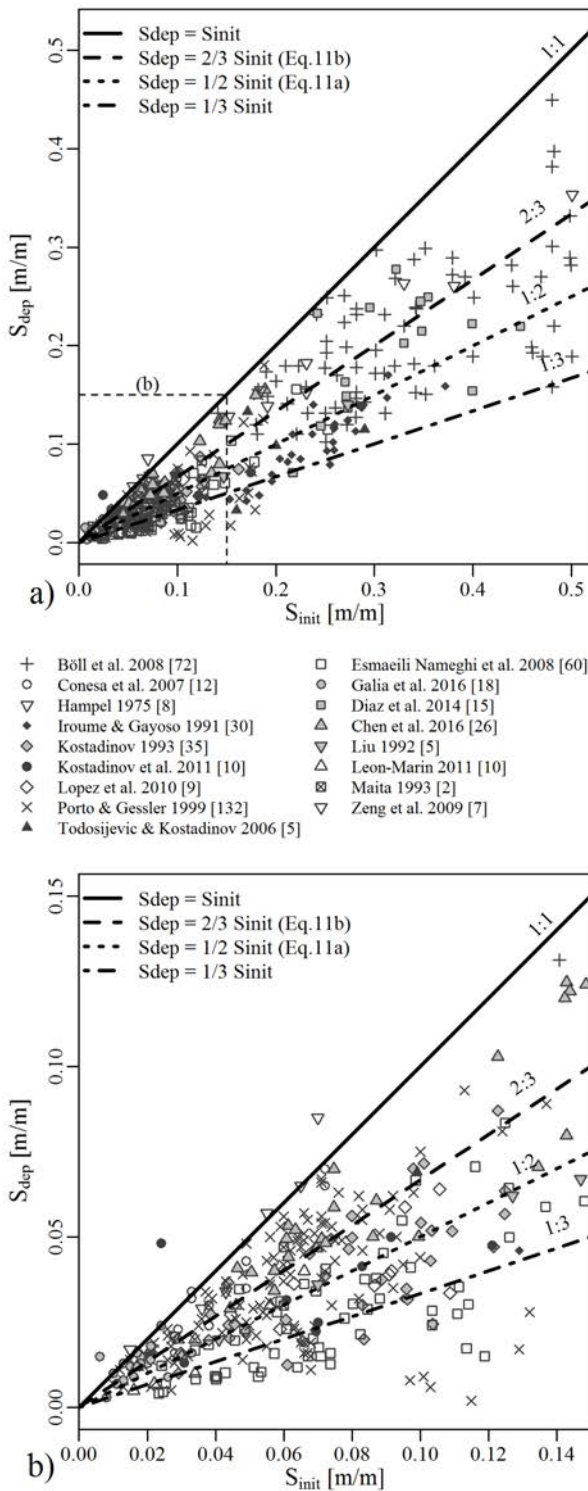 Sdep = Sinit
Sdep = 2/3 Sinit (Eq.11b)
Sdep = 1/2 Sinit (Eq.11a)
Sdep = 1/3 Sinit
1:1
2:3
1:2
1:3
(b)
0.5
0.4
0.3
0.2
0.1
0.0
Sdep [m/m]
0.0 0.1 0.2 0.3 0.4 0.5
Sinit [m/m]
a)
Böll et al. 2008 [72]
Conesa et al. 2007 [12]
Hampel 1975 [8]
Iroume & Gayoso 1991 [30]
Kostadinov 1993 [35]
Kostadinov et al. 2011 [10]
Lopez et al. 2010 [9]
Porto & Gessler 1999 [132]
Todosijevic & Kostadinov 2006 [5]
Esmaeili Nameghi et al. 2008 [60]
Galia et al. 2016 [18]
Diaz et al. 2014 [15]
Chen et al. 2016 [26]
Liu 1992 [5]
Leon-Marin 2011 [10]
Maita 1993 [2]
Zeng et al. 2009 [7]
Sdep = Sinit
Sdep = 2/3 Sinit (Eq.11b)
Sdep = 1/2 Sinit (Eq.11a)
Sdep = 1/3 Sinit
1:1
2:3
1:2
1:3
0.15
0.10
0.05
0.00
Sdep [m/m]
0.00 0.02 0.04 0.06 0.08 0.10 0.12 0.14
Sinit [m/m]
b)